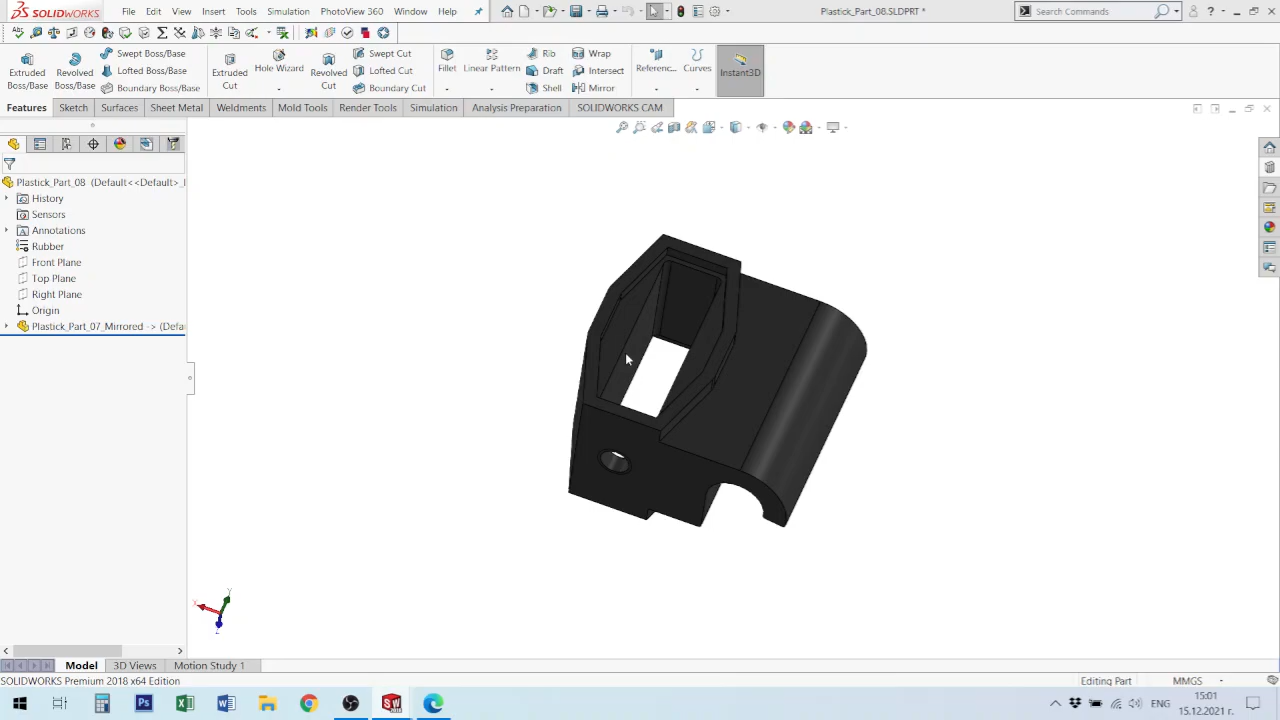 SOLIDWORKS File Edit View Insert Tools Simulation PhotoView 360 Window Help Plastick_Part_08.SLDPRT * Search Commands ?
Swept Boss/Base Swept Cut Rib Wrap
Extruded Boss/Base Revolved Boss/Base Lofted Boss/Base Extruded Cut Hole Wizard Revolved Cut Lofted Cut Fillet Linear Pattern Draft Intersect Referenc... Curves Instant3D
Boundary Boss/Base Boundary Cut Shell Mirror
Features Sketch Surfaces Sheet Metal Weldments Mold Tools Render Tools Simulation Analysis Preparation SOLIDWORKS CAM
Plastick_Part_08 (Default<<Default>_
History
Sensors
Annotations
Rubber
Front Plane
Top Plane
Right Plane
Origin
Plastick_Part_07_Mirrored -> (Defau
Y
X
Z
Model 3D Views Motion Study 1
SOLIDWORKS Premium 2018 x64 Edition Editing Part MMGS
ENG 15:01
15.12.2021 г.